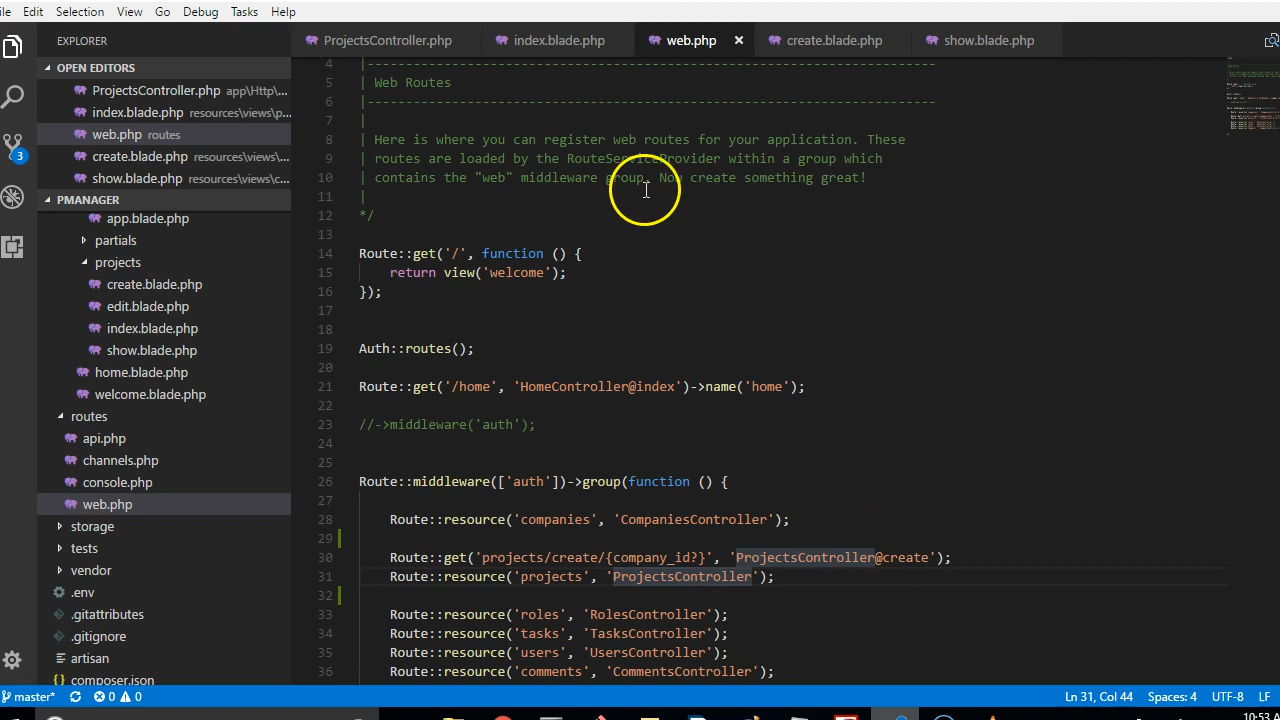 ile Edit Selection View Go Debug Tasks Help
EXPLORER
OPEN EDITORS
ProjectsController.php app\Http\...
index.blade.php resources\views\p...
web.php routes
create.blade.php resources\views\...
show.blade.php resources\views\c...
PMANAGER
app.blade.php
partials
projects
create.blade.php
edit.blade.php
index.blade.php
show.blade.php
home.blade.php
welcome.blade.php
routes
api.php
channels.php
console.php
web.php
storage
tests
vendor
.env
.gitattributes
.gitignore
artisan
composer.json
3
ProjectsController.php index.blade.php web.php × create.blade.php show.blade.php
4 |--------------------------------------------------------------------------
5 | Web Routes
6 |--------------------------------------------------------------------------
7 |
8 | Here is where you can register web routes for your application. These
9 | routes are loaded by the RouteServiceProvider within a group which
10 | contains the "web" middleware group. Now create something great!
11 |
12 */
13
14 Route::get('/', function () {
15 return view('welcome');
16 });
17
18
19 Auth::routes();
20
21 Route::get('/home', 'HomeController@index')->name('home');
22
23 //->middleware('auth');
24
25
26 Route::middleware(['auth'])->group(function () {
27
28 Route::resource('companies', 'CompaniesController');
29
30 Route::get('projects/create/{company_id?}', 'ProjectsController@create');
31 Route::resource('projects', 'ProjectsController');
32
33 Route::resource('roles', 'RolesController');
34 Route::resource('tasks', 'TasksController');
35 Route::resource('users', 'UsersController');
36 Route::resource('comments', 'CommentsController');
master* 0 0 Ln 31, Col 44 Spaces: 4 UTF-8 LF
10:53